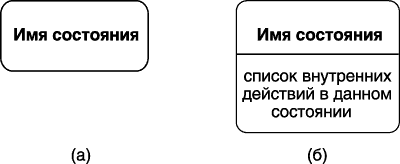 Имя состояния
(а)
Имя состояния
список внутренних
действий в данном
состоянии
(б)